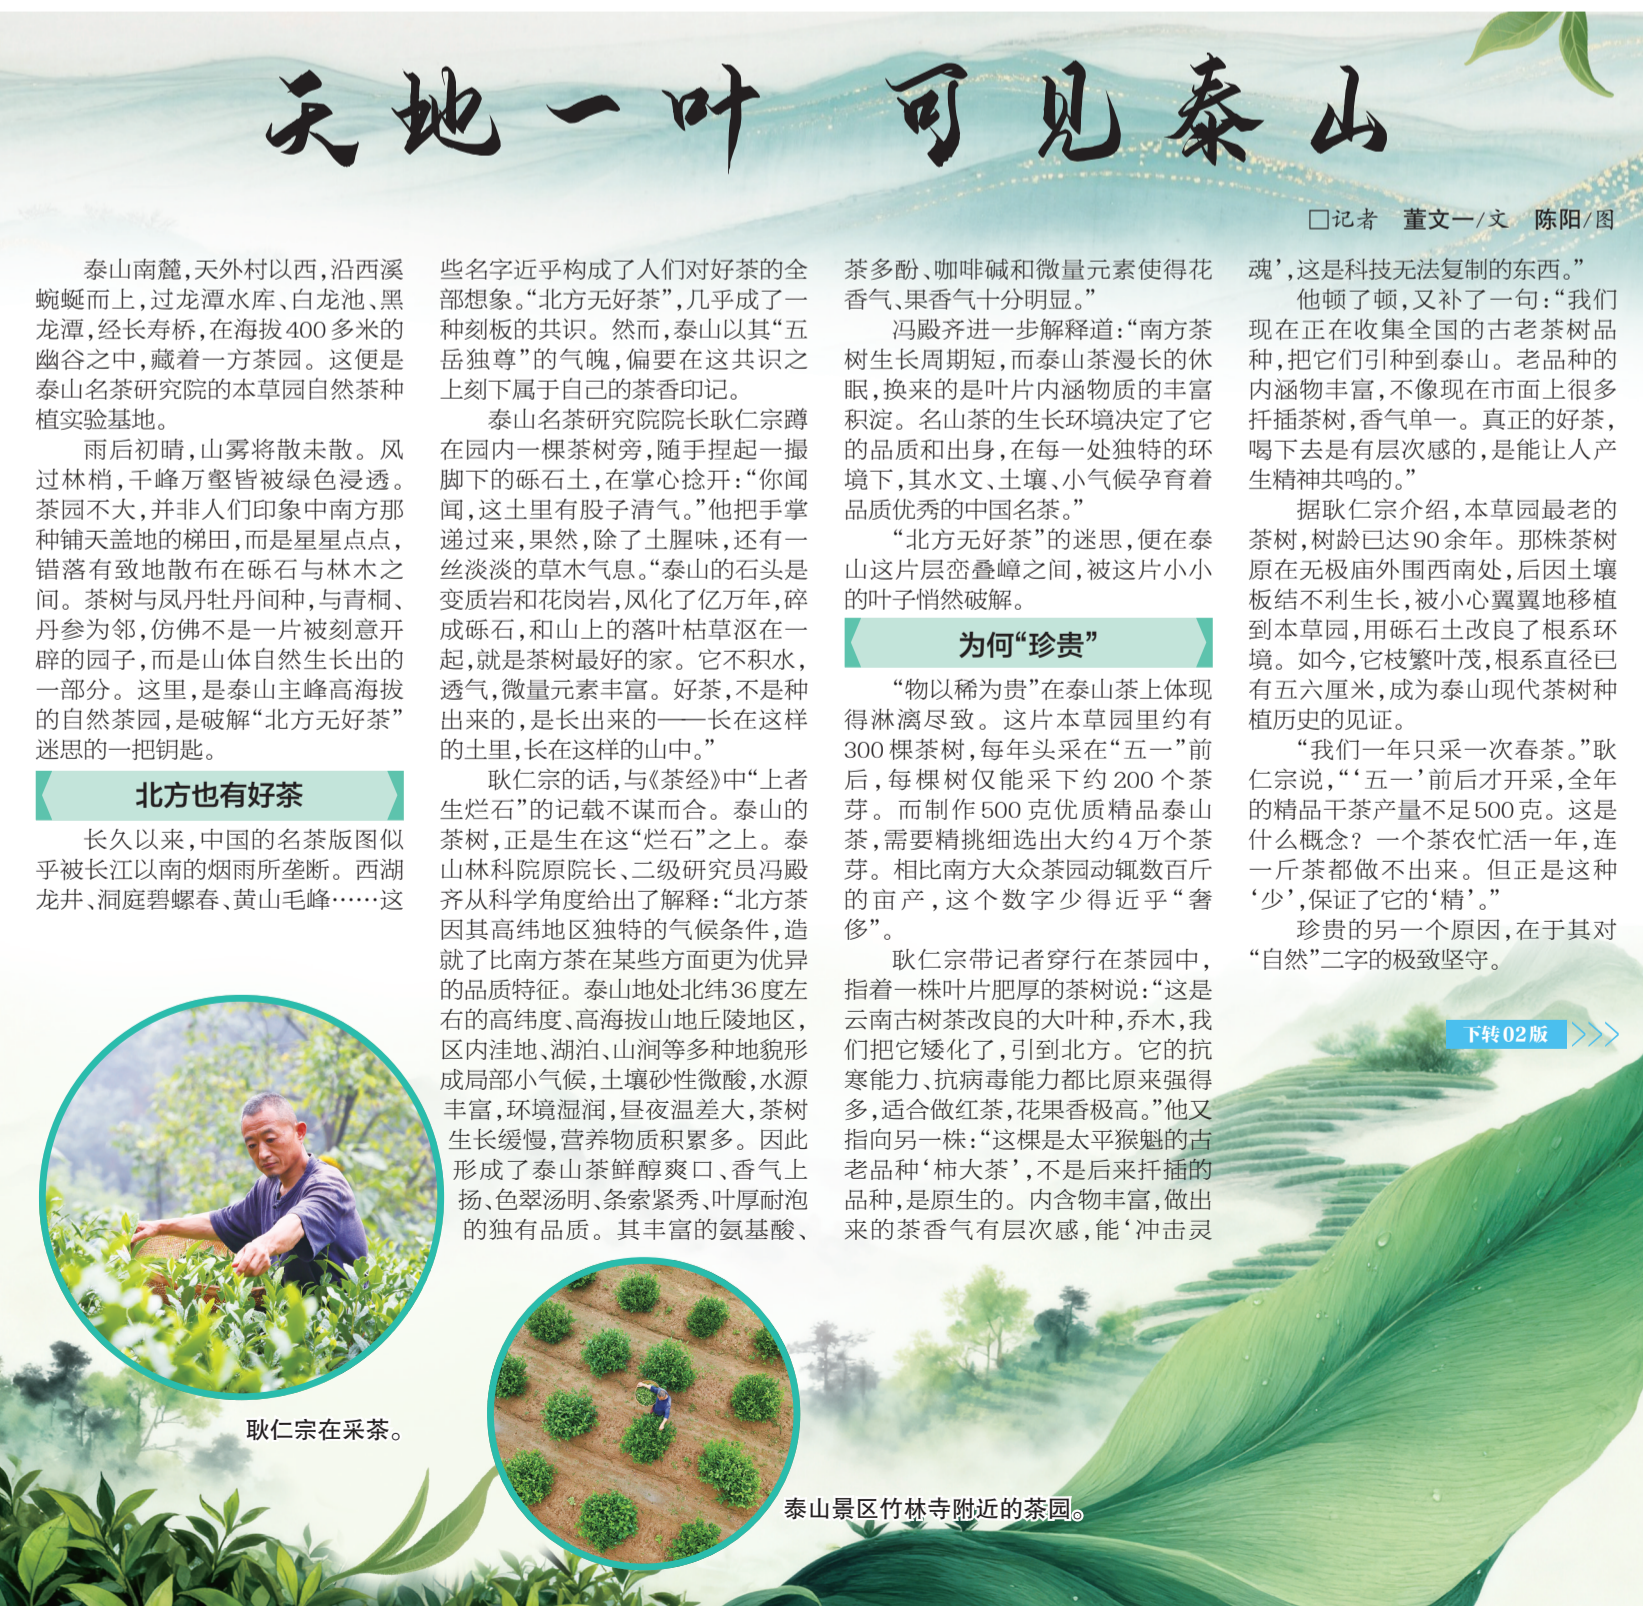 天地一叶 可见泰山
□记者 董文一/文 陈阳/图
泰山南麓,天外村以西,沿西溪
蜿蜒而上,过龙潭水库、白龙池、黑
龙潭,经长寿桥,在海拔400多米的
幽谷之中,藏着一方茶园。这便是
泰山名茶研究院的本草园自然茶种
植实验基地。
雨后初晴,山雾将散未散。风
过林梢,千峰万壑皆被绿色浸透。
茶园不大,并非人们印象中南方那
种铺天盖地的梯田,而是星星点点,
错落有致地散布在砾石与林木之
间。茶树与凤丹牡丹间种,与青桐、
丹参为邻,仿佛不是一片被刻意开
辟的园子,而是山体自然生长出的
一部分。这里,是泰山主峰高海拔
的自然茶园,是破解“北方无好茶”
迷思的一把钥匙。
北方也有好茶
长久以来,中国的名茶版图似
乎被长江以南的烟雨所垄断。西湖
龙井、洞庭碧螺春、黄山毛峰……这
些名字近乎构成了人们对好茶的全
部想象。“北方无好茶”,几乎成了一
种刻板的共识。然而,泰山以其“五
岳独尊”的气魄,偏要在这共识之
上刻下属于自己的茶香印记。
泰山名茶研究院院长耿仁宗蹲
在园内一棵茶树旁,随手捏起一撮
脚下的砾石土,在掌心捻开:“你闻
闻,这土里有股子清气。”他把手掌
递过来,果然,除了土腥味,还有一
丝淡淡的草木气息。“泰山的石头是
变质岩和花岗岩,风化了亿万年,碎
成砾石,和山上的落叶枯草沤在一
起,就是茶树最好的家。它不积水,
透气,微量元素丰富。好茶,不是种
出来的,是长出来的——长在这样
的土里,长在这样的山中。”
耿仁宗的话,与《茶经》中“上者
生烂石”的记载不谋而合。泰山的
茶树,正是生在这“烂石”之上。泰
山林科院原院长、二级研究员冯殿
齐从科学角度给出了解释:“北方茶
因其高纬地区独特的气候条件,造
就了比南方茶在某些方面更为优异
的品质特征。泰山地处北纬36度左
右的高纬度、高海拔山地丘陵地区,
区内洼地、湖泊、山涧等多种地貌形
成局部小气候,土壤砂性微酸,水源
丰富,环境湿润,昼夜温差大,茶树
生长缓慢,营养物质积累多。因此
形成了泰山茶鲜醇爽口、香气上
扬、色翠汤明、条索紧秀、叶厚耐泡
的独有品质。其丰富的氨基酸、
茶多酚、咖啡碱和微量元素使得花
香气、果香气十分明显。”
冯殿齐进一步解释道:“南方茶
树生长周期短,而泰山茶漫长的休
眠,换来的是叶片内涵物质的丰富
积淀。名山茶的生长环境决定了它
的品质和出身,在每一处独特的环
境下,其水文、土壤、小气候孕育着
品质优秀的中国名茶。”
“北方无好茶”的迷思,便在泰
山这片层峦叠嶂之间,被这片小小
的叶子悄然破解。
为何“珍贵”
“物以稀为贵”在泰山茶上体现
得淋漓尽致。这片本草园里约有
300棵茶树,每年头采在“五一”前
后,每棵树仅能采下约200个茶
芽。而制作500克优质精品泰山
茶,需要精挑细选出大约4万个茶
芽。相比南方大众茶园动辄数百斤
的亩产,这个数字少得近乎“奢
侈”。
耿仁宗带记者穿行在茶园中,
指着一株叶片肥厚的茶树说:“这是
云南古树茶改良的大叶种,乔木,我
们把它矮化了,引到北方。它的抗
寒能力、抗病毒能力都比原来强得
多,适合做红茶,花果香极高。”他又
指向另一株:“这棵是太平猴魁的古
老品种‘柿大茶’,不是后来扦插的
品种,是原生的。内含物丰富,做出
来的茶香气有层次感,能‘冲击灵
魂’,这是科技无法复制的东西。”
他顿了顿,又补了一句:“我们
现在正在收集全国的古老茶树品
种,把它们引种到泰山。老品种的
内涵物丰富,不像现在市面上很多
扦插茶树,香气单一。真正的好茶,
喝下去是有层次感的,是能让人产
生精神共鸣的。”
据耿仁宗介绍,本草园最老的
茶树,树龄已达90余年。那株茶树
原在无极庙外围西南处,后因土壤
板结不利生长,被小心翼翼地移植
到本草园,用砾石土改良了根系环
境。如今,它枝繁叶茂,根系直径已
有五六厘米,成为泰山现代茶树种
植历史的见证。
“我们一年只采一次春茶。”耿
仁宗说,“‘五一’前后才开采,全年
的精品干茶产量不足500克。这是
什么概念?一个茶农忙活一年,连
一斤茶都做不出来。但正是这种
‘少’,保证了它的‘精’。”
珍贵的另一个原因,在于其对
“自然”二字的极致坚守。
下转02版
耿仁宗在采茶。
泰山景区竹林寺附近的茶园。